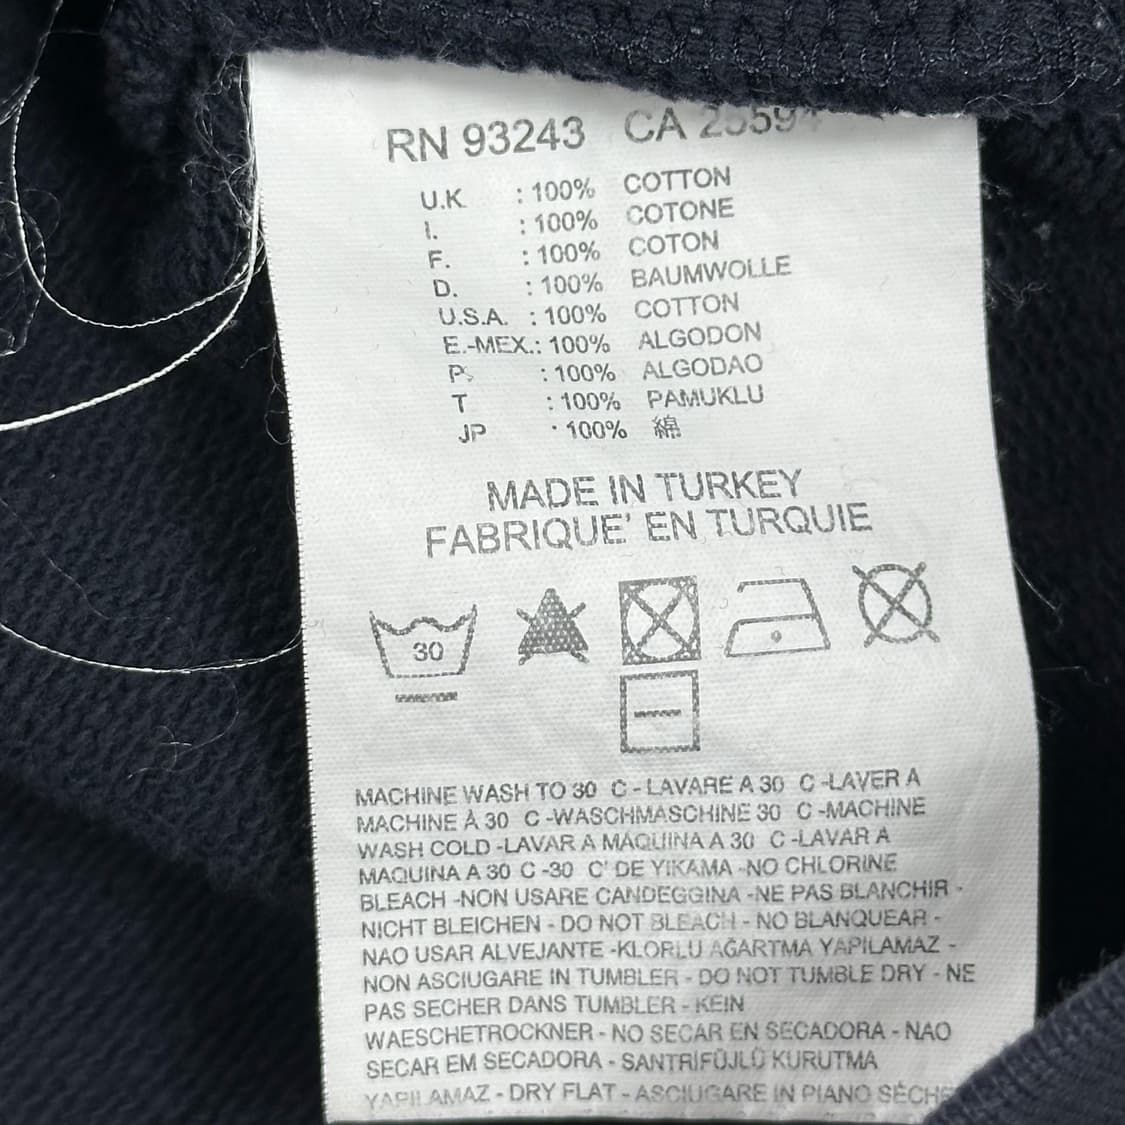 RN 93243 CA
U.K. : 100% COTTON
I. : 100% COTONE
F. : 100% COTON
D. : 100% BAUMWOLLE
U.S.A. : 100% COTTON
E.-MEX.: 100% ALGODON
P. : 100% ALGODAO
T : 100% PAMUKLU
JP : 100% 綿
MADE IN TURKEY
FABRIQUE' EN TURQUIE
30
MACHINE WASH TO 30 C - LAVARE A 30 C -LAVER A
MACHINE À 30 C -WASCHMASCHINE 30 C -MACHINE
WASH COLD -LAVAR A MAQUINA A 30 C -LAVAR A
MAQUINA A 30 C -30 C' DE YIKAMA -NO CHLORINE
BLEACH -NON USARE CANDEGGINA -NE PAS BLANCHIR -
NICHT BLEICHEN - DO NOT BLEACH - NO BLANQUEAR -
NAO USAR ALVEJANTE -KLORLU AĞARTMA YAPILAMAZ -
NON ASCIUGARE IN TUMBLER - DO NOT TUMBLE DRY - NE
PAS SECHER DANS TUMBLER - KEIN
WAESCHETROCKNER - NO SECAR EN SECADORA - NAO
SECAR EM SECADORA - SANTRİFÜJLÜ KURUTMA
YAPILAMAZ - DRY FLAT - ASCIUGARE IN PIANO